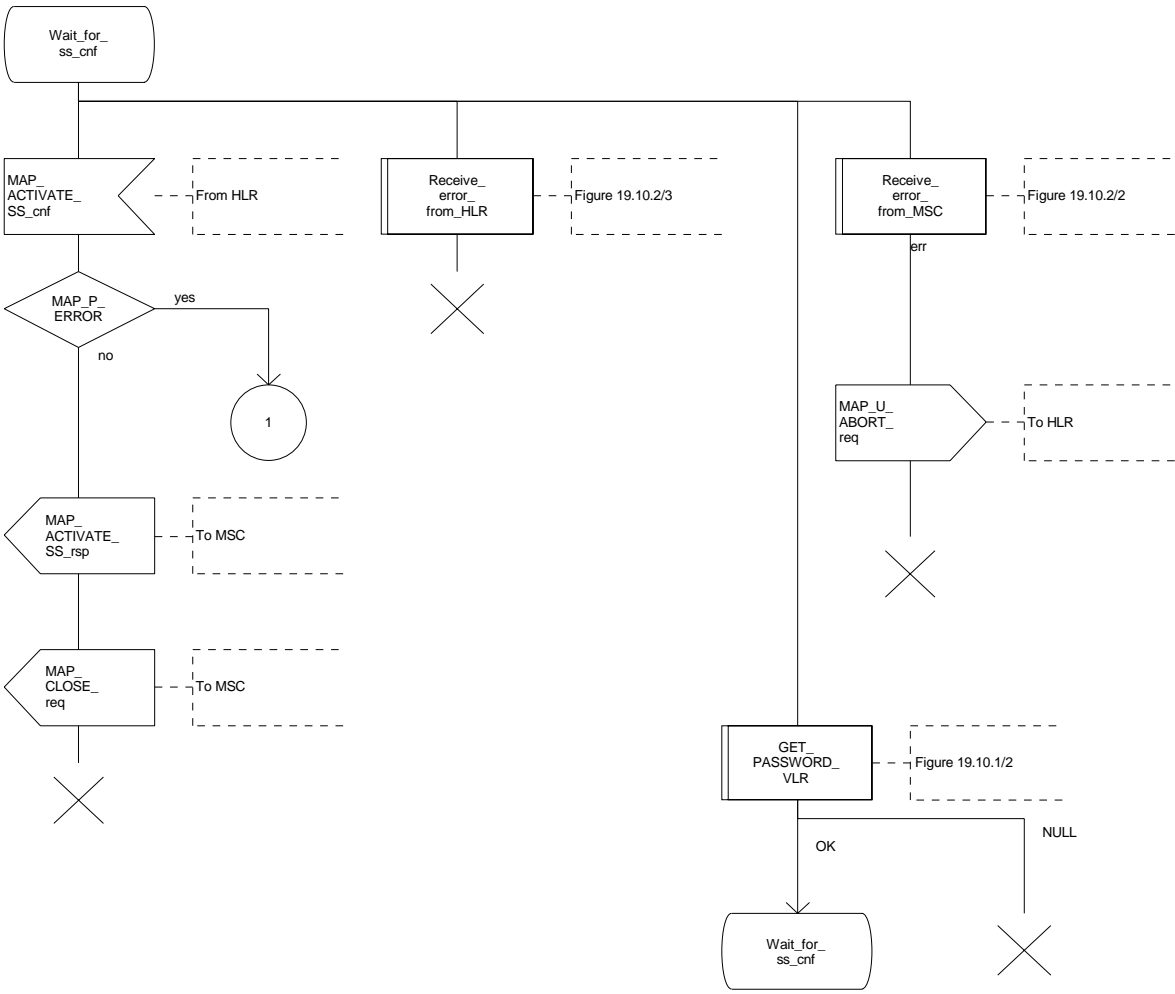 Wait_for_
ss_cnf
MAP_
ACTIVATE_
SS_cnf
From HLR
Receive_
error_
from_HLR
Figure 19.10.2/3
Receive_
error_
from_MSC
Figure 19.10.2/2
err
MAP_P_
ERROR
yes
no
1
MAP_U_
ABORT_
req
To HLR
MAP_
ACTIVATE_
SS_rsp
To MSC
MAP_
CLOSE_
req
To MSC
GET_
PASSWORD_
VLR
Figure 19.10.1/2
OK
NULL
Wait_for_
ss_cnf